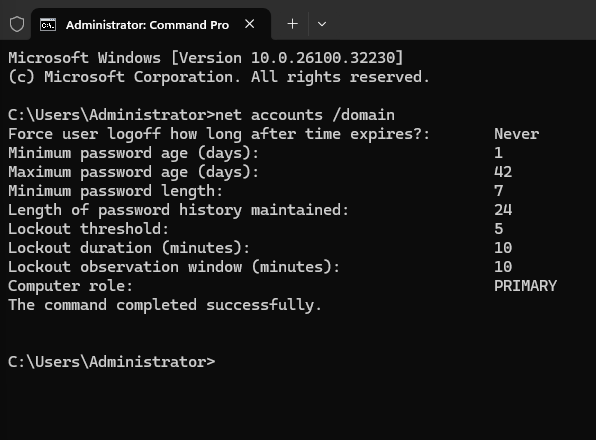 Administrator: Command Pro
Microsoft Windows [Version 10.0.26100.32230]
(c) Microsoft Corporation. All rights reserved.
C:\Users\Administrator>net accounts /domain
Force user logoff how long after time expires?: Never
Minimum password age (days): 1
Maximum password age (days): 42
Minimum password length: 7
Length of password history maintained: 24
Lockout threshold: 5
Lockout duration (minutes): 10
Lockout observation window (minutes): 10
Computer role: PRIMARY
The command completed successfully.
C:\Users\Administrator>